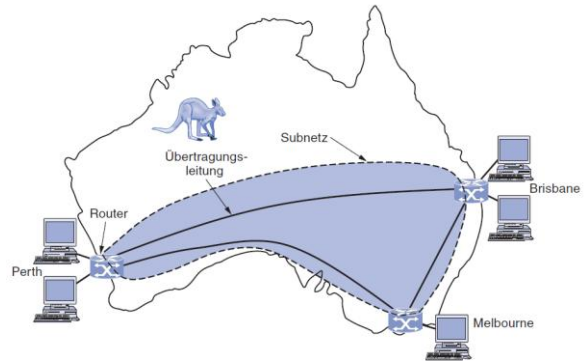 Subnetz
Übertragungs-
leitung
Brisbane
Router
Perth
Melbourne